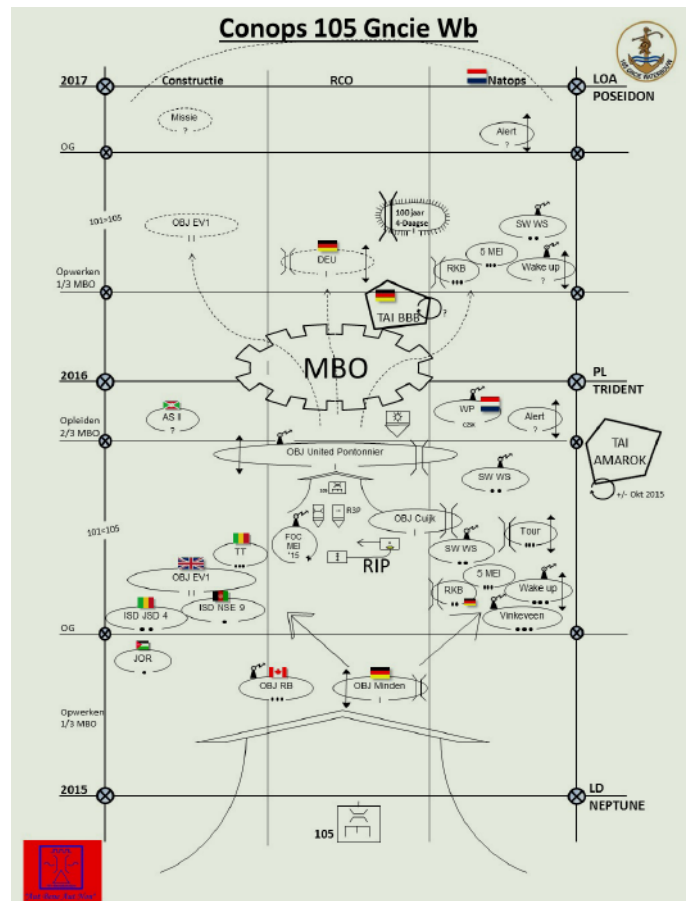 Conops 105 Gncie Wb
105 GNCIE WATERBOUW
2017
Constructie
RCO
Natops
LOA
POSEIDON
Missie
?
Alert
?
OG
101=105
OBJ EV1
I I
100 jaar
4-Daagse
SW WS
DEU
I
5 MEI
RKB
Wake up
?
Opwerken
1/3 MBO
TAI BBB
?
MBO
2016
PL
TRIDENT
AS II
?
WP
Alert
?
Opleiden
2/3 MBO
OBJ United Pontonnier
I
TAI
AMAROK
+/- Okt 2015
SW WS
105
R3P
101=105
FOC
MEI
'15
OBJ Cuijk
I
RIP
Tour
TT
SW WS
OBJ EV1
I I
5 MEI
RKB
Wake up
ISD JSD 4
ISD NSE 9
Vinkeveen
OG
JOR
OBJ RB
OBJ Minden
I
Opwerken
1/3 MBO
2015
LD
NEPTUNE
105